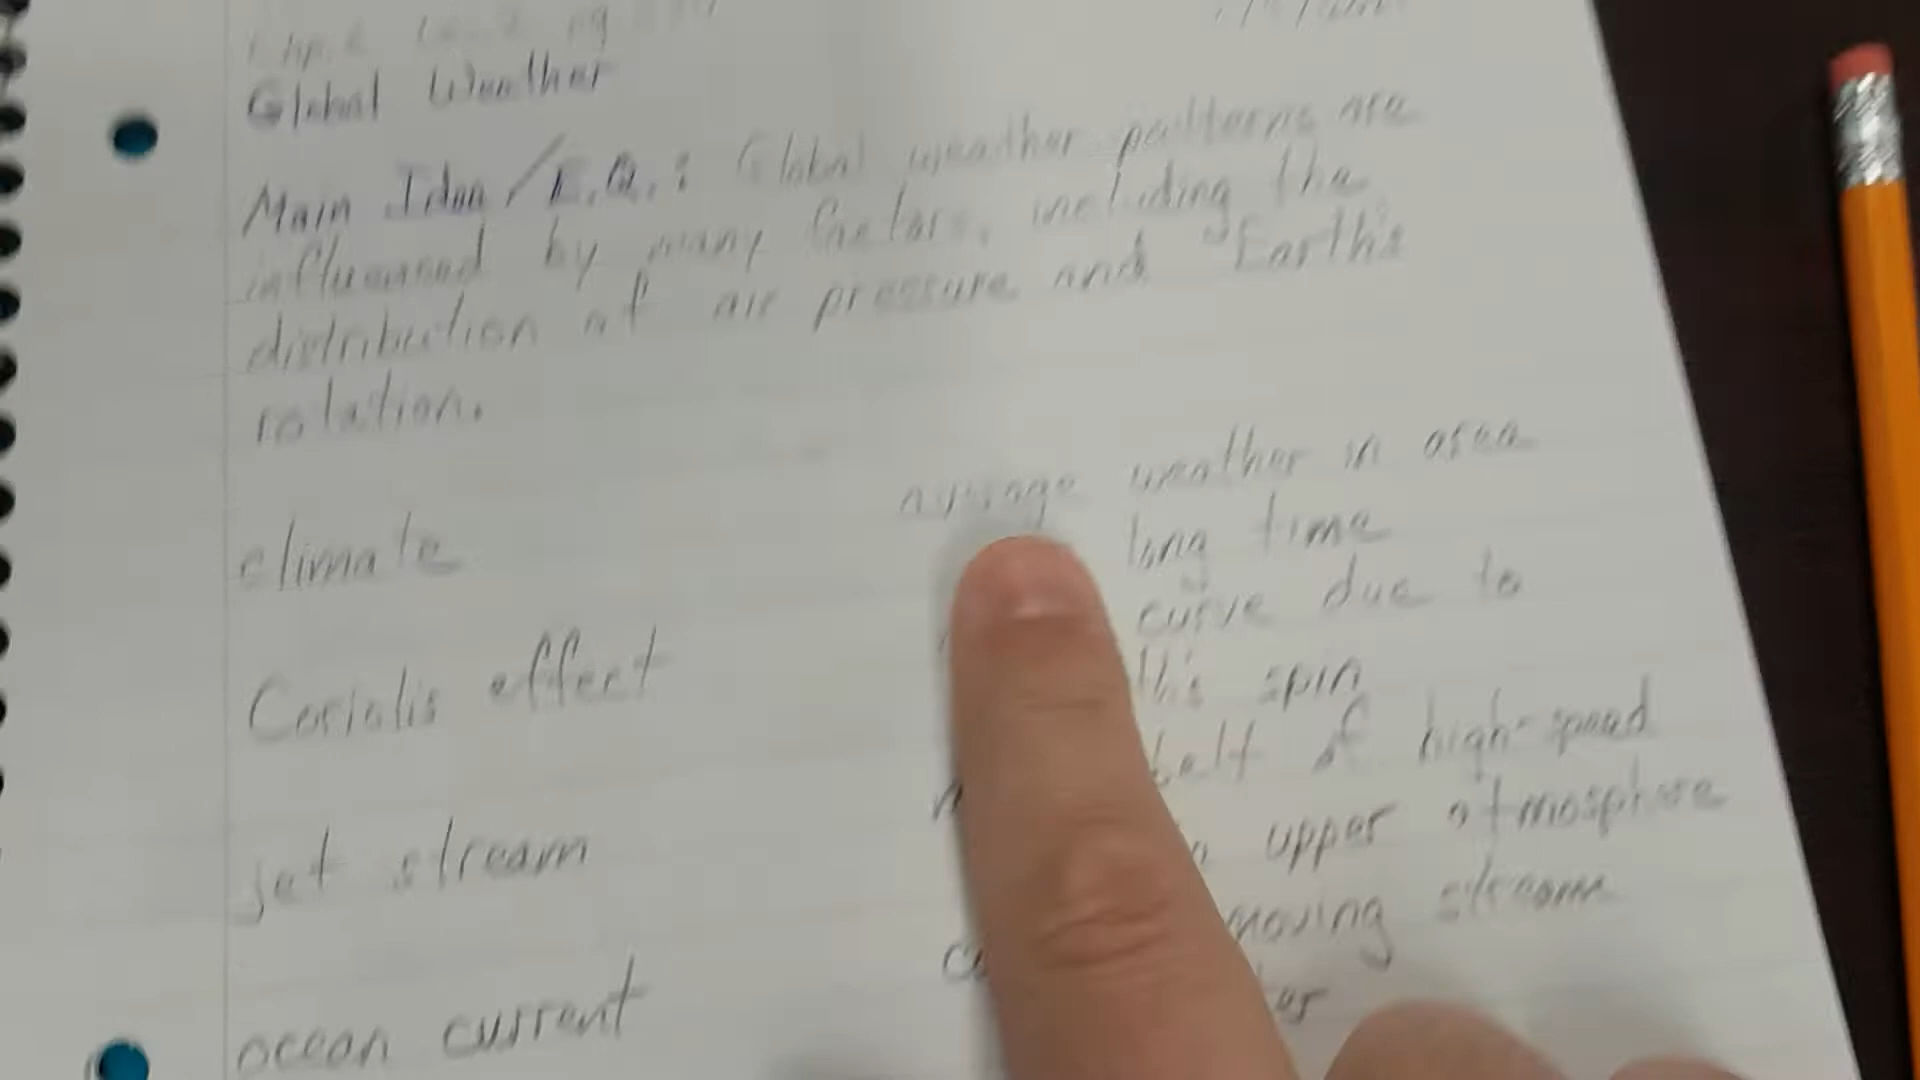 Global Weather
Main Idea/E.Q.: Global weather patterns are
influenced by many factors, including the
distribution of air pressure and Earth's
rotation.
climate
average weather in area
long time
Coriolis effect
curve due to
spin
jet stream
belt of high-speed
upper atmosphere
ocean current
moving stream